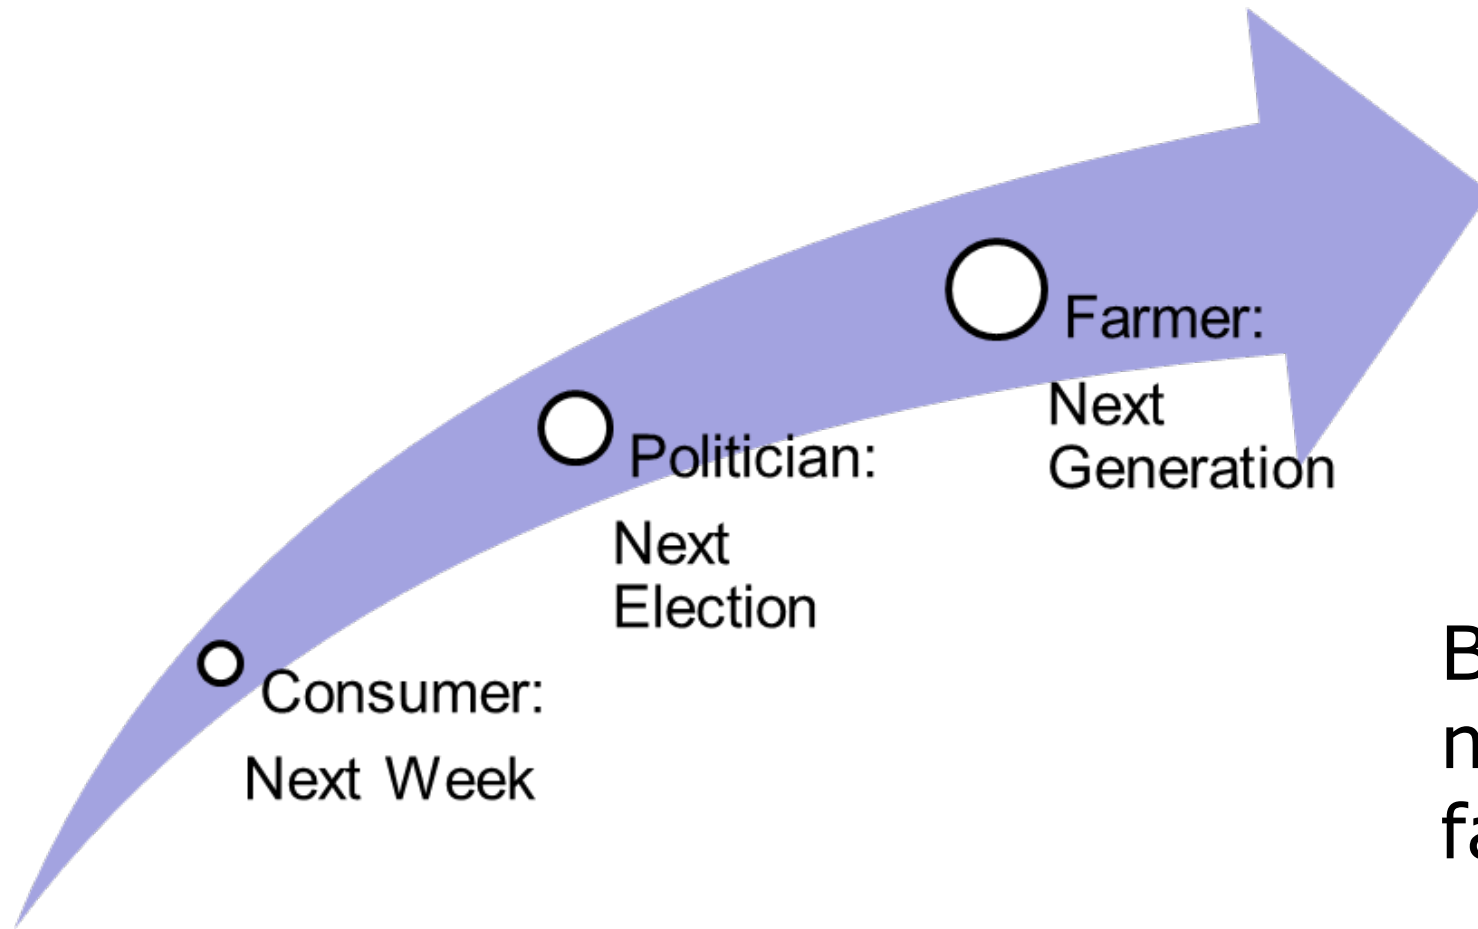 Farmer:
Next
Generation
Politician:
Next
Election
Consumer:
Next Week